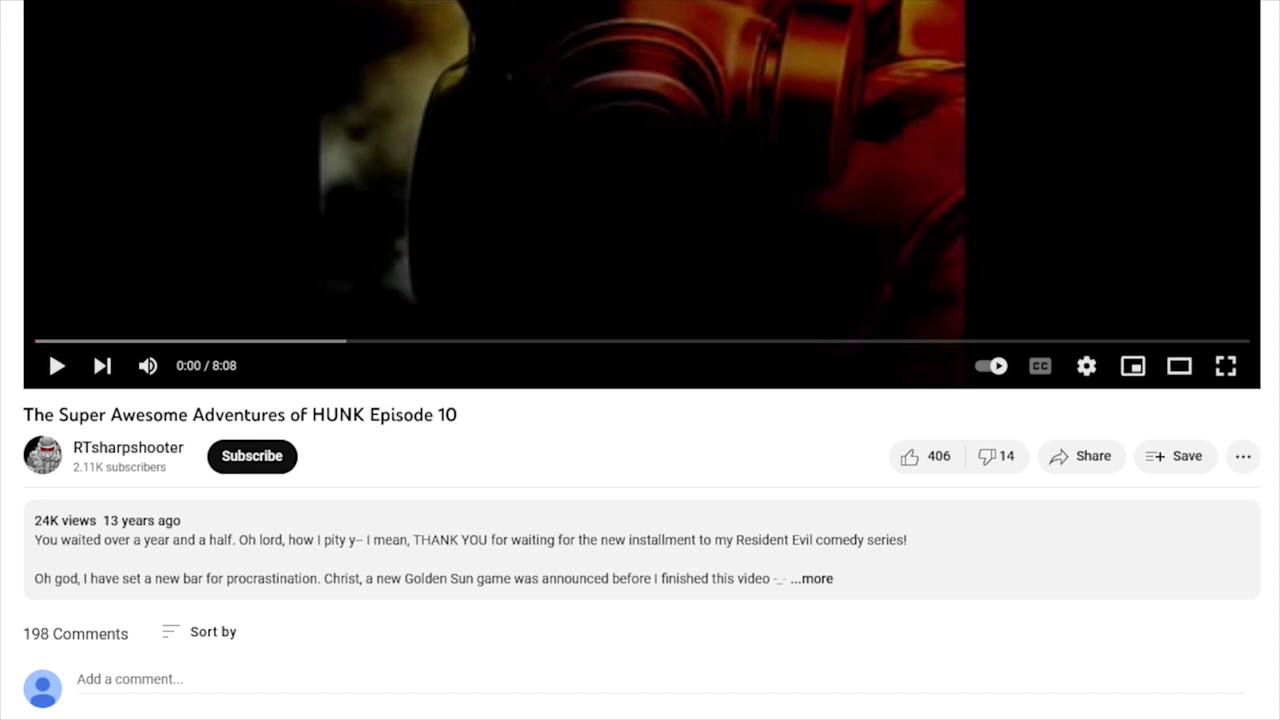 0:00 / 8:08
CC
The Super Awesome Adventures of HUNK Episode 10
RTsharpshooter
2.11K subscribers
Subscribe
406
14
Share
Save
24K views 13 years ago
You waited over a year and a half. Oh lord, how I pity y-- I mean, THANK YOU for waiting for the new installment to my Resident Evil comedy series!
Oh god, I have set a new bar for procrastination. Christ, a new Golden Sun game was announced before I finished this video -_- ...more
198 Comments
Sort by
Add a comment...